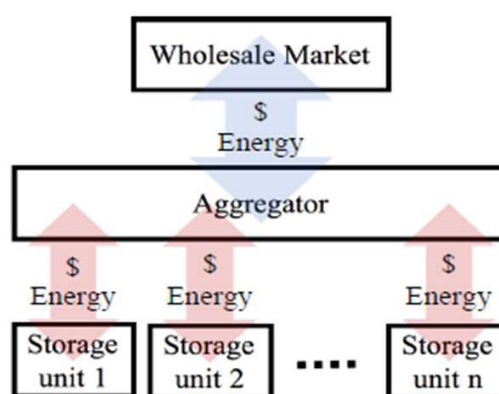 Wholesale Market
$
Energy
Aggregator
$ $ $
Energy Energy Energy
Storage Storage Storage
unit 1 unit 2 unit n